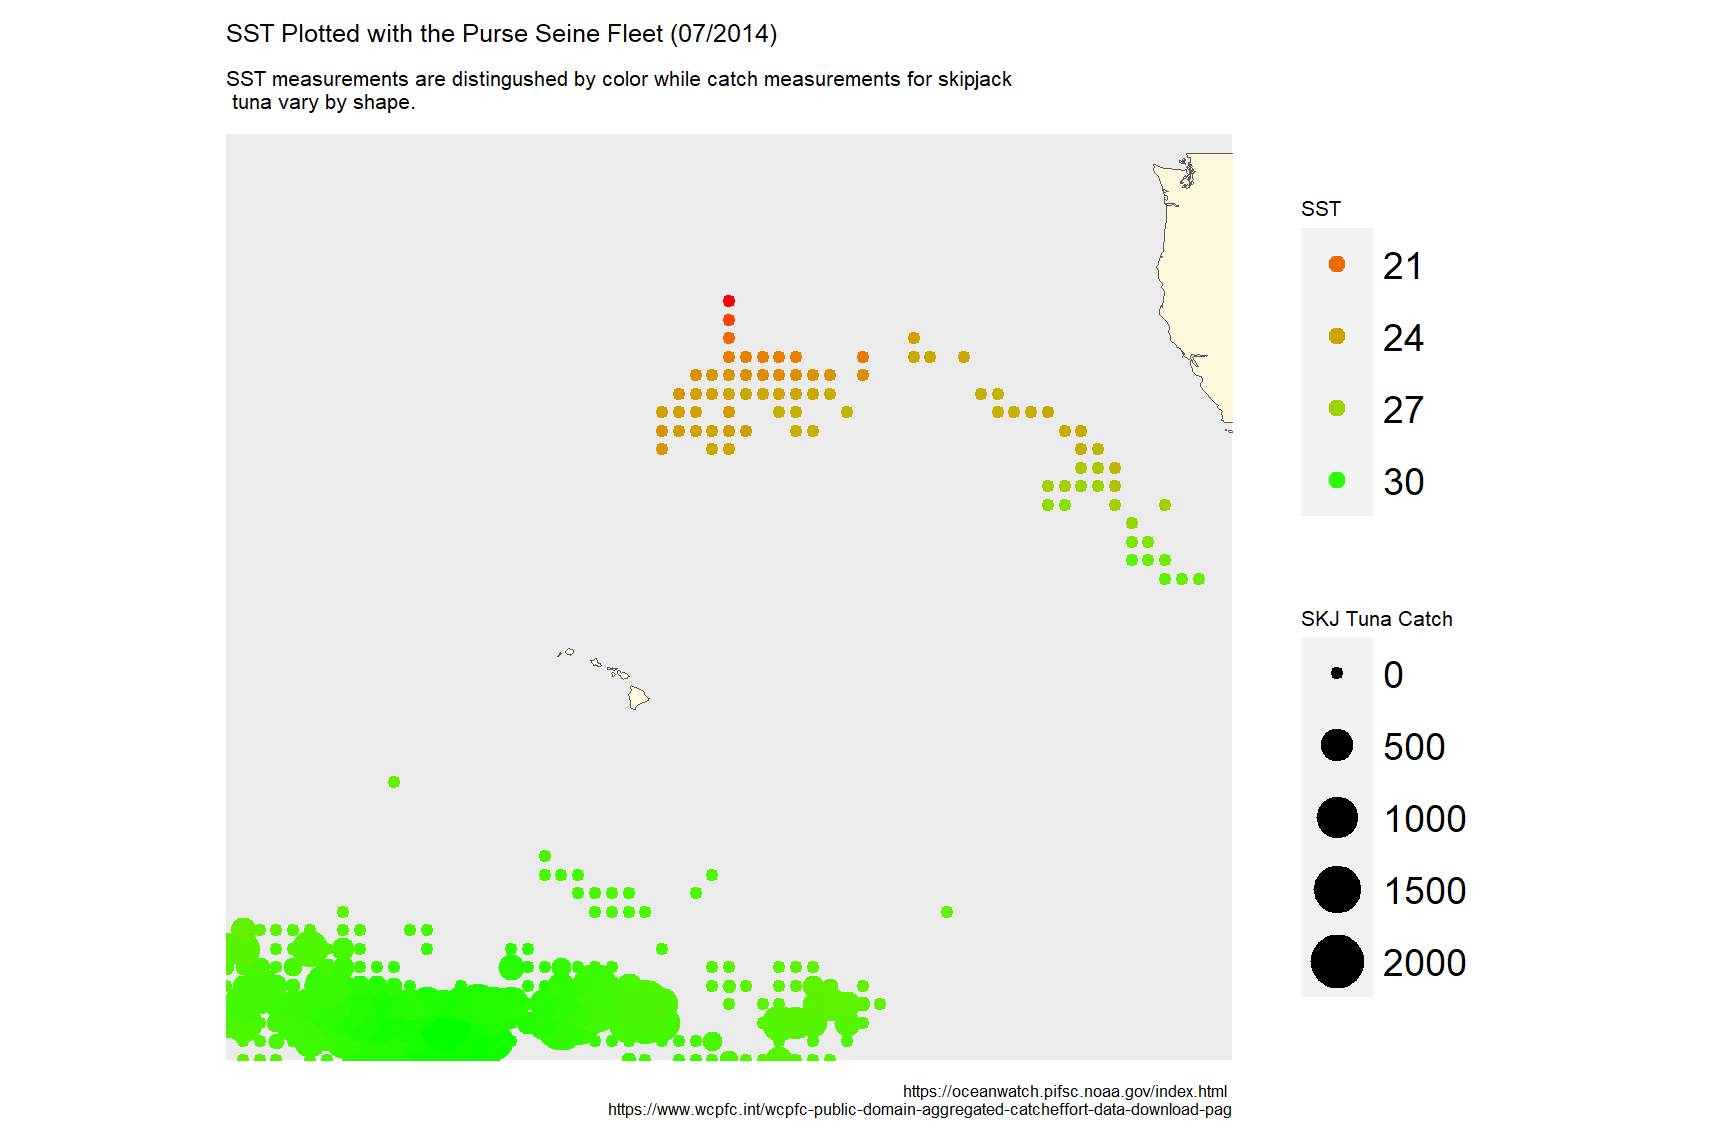 SST Plotted with the Purse Seine Fleet (07/2014)
SST measurements are distingushed by color while catch measurements for skipjack
tuna vary by shape.
SST
21
24
27
30
SKJ Tuna Catch
0
500
1000
1500
2000
https://oceanwatch.pifsc.noaa.gov/index.html
https://www.wcpfc.int/wcpfc-public-domain-aggregated-catcheffort-data-download-pag